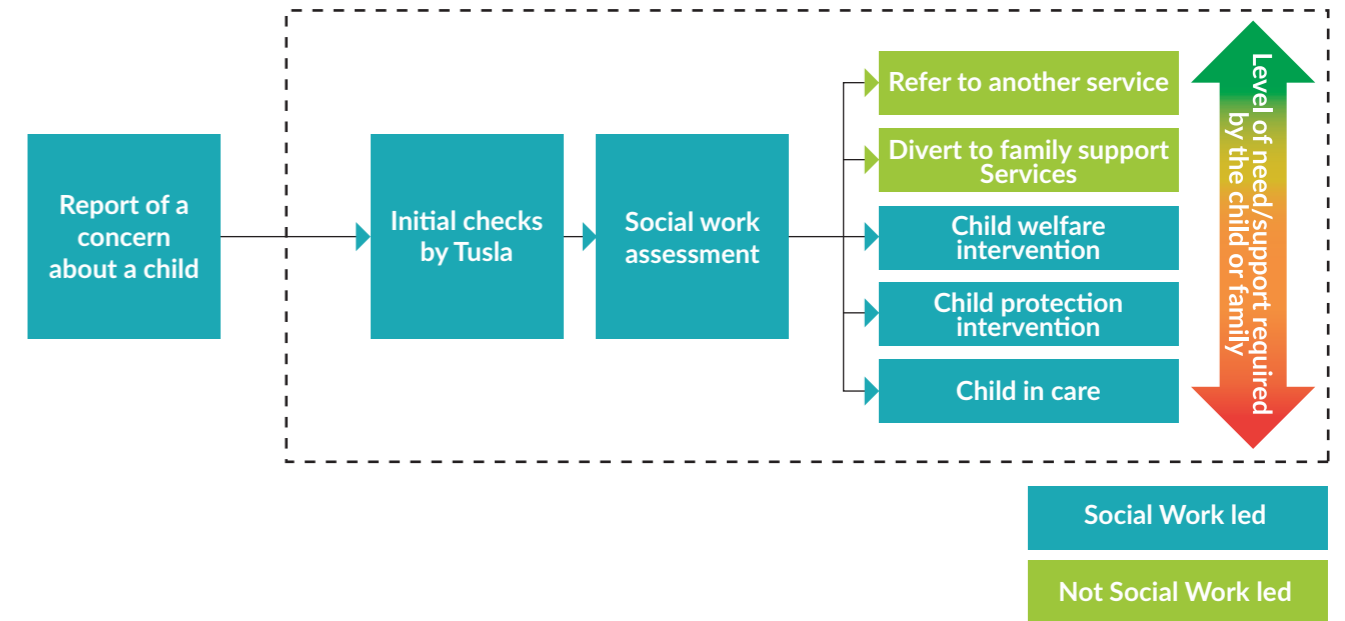 Report of a
concern
about a child
Initial checks
by Tusla
Social work
assessment
Refer to another service
Divert to family support
Services
Child welfare
intervention
Child protection
intervention
Child in care
Level of need/support required
by the child or family
Social Work led
Not Social Work led